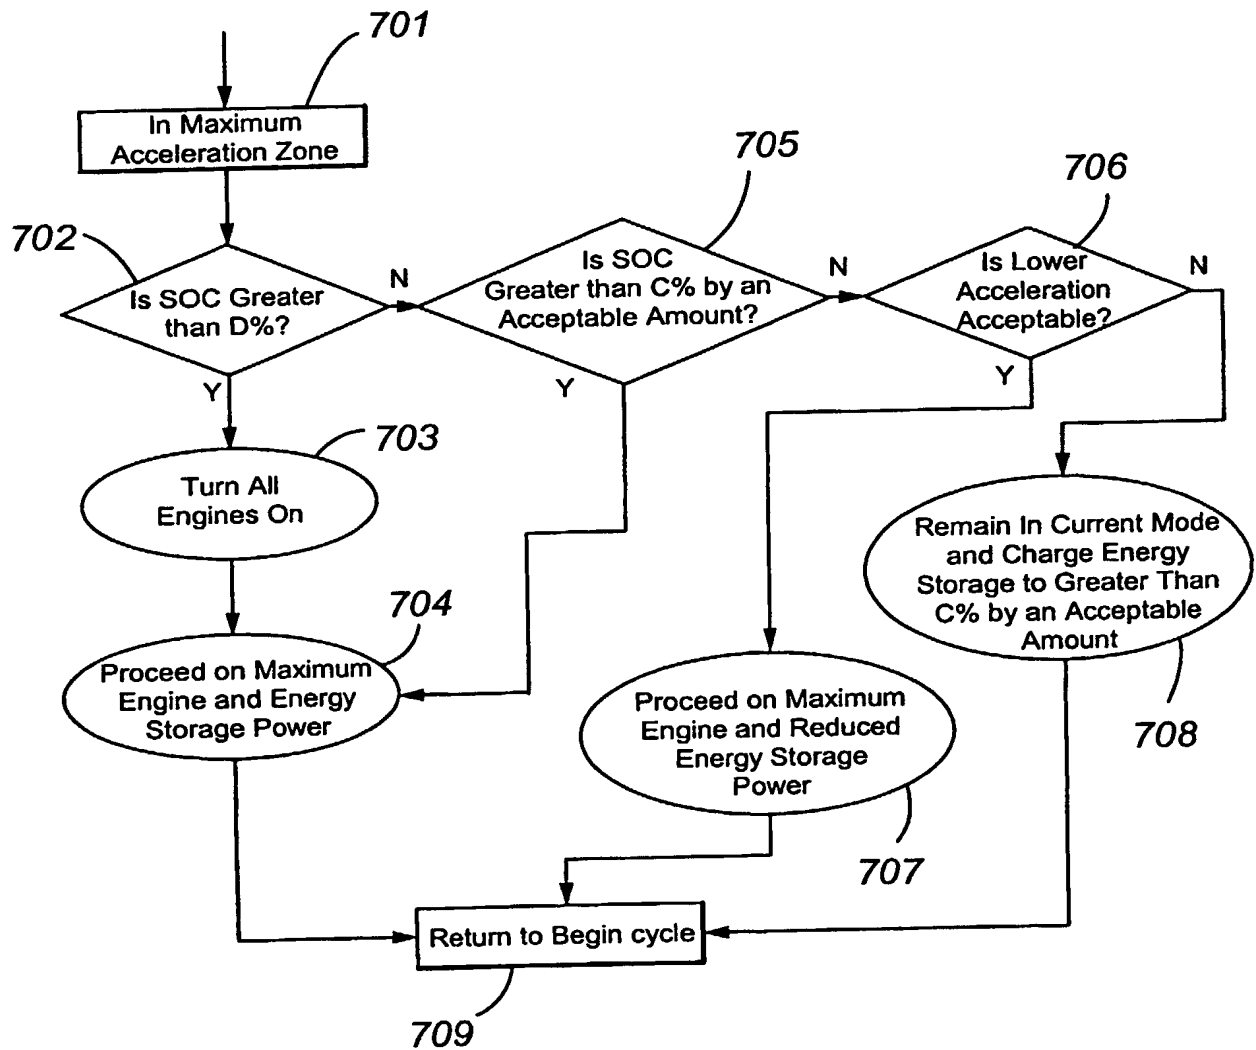 701
In Maximum
Acceleration Zone
702
Is SOC Greater
than D%?
N
Y
705
Is SOC
Greater than C% by an
Acceptable Amount?
N
Y
706
Is Lower
Acceleration
Acceptable?
N
Y
703
Turn All
Engines On
704
Proceed on Maximum
Engine and Energy
Storage Power
Proceed on Maximum
Engine and Reduced
Energy Storage
Power
707
Remain In Current Mode
and Charge Energy
Storage to Greater Than
C% by an Acceptable
Amount
708
Return to Begin cycle
709